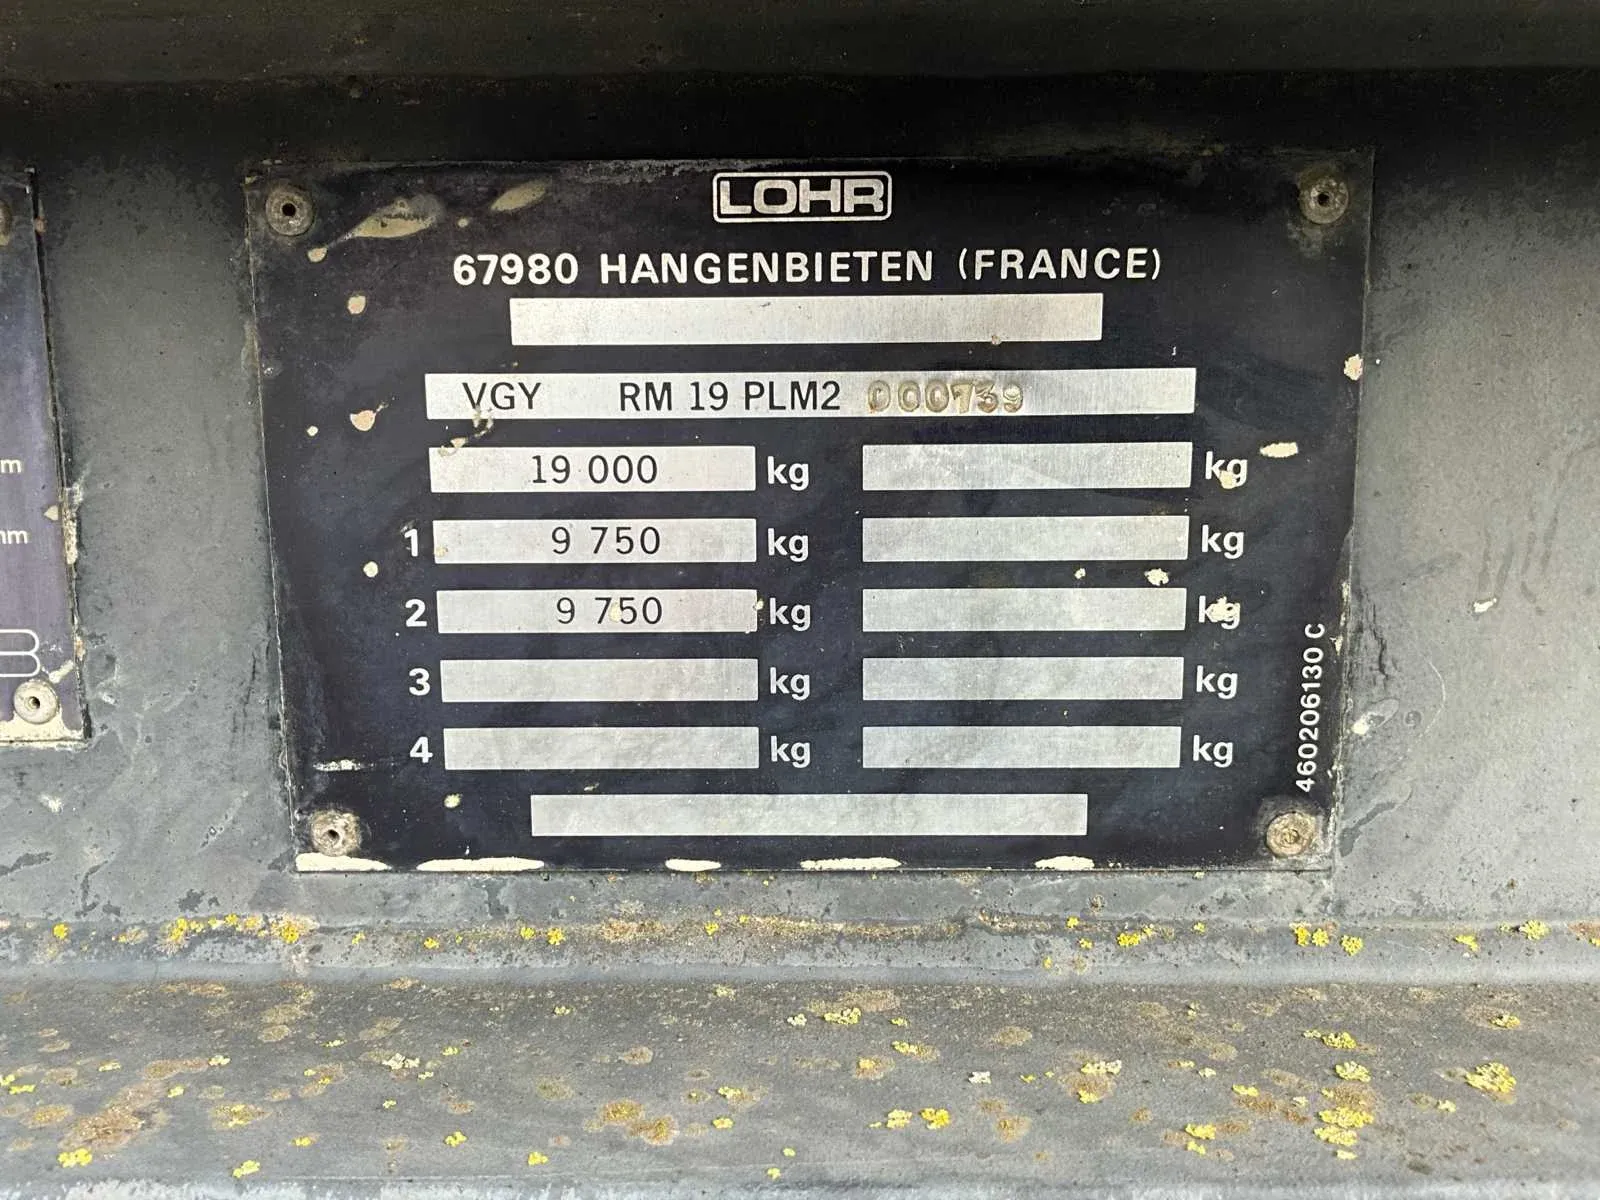 LOHR
67980 HANGENBIETEN (FRANCE)
VGY RM 19 PLM2 000739
19 000 kg kg
1 9 750 kg kg
2 9 750 kg kg
3 kg kg
4 kg kg
460206130 C
m